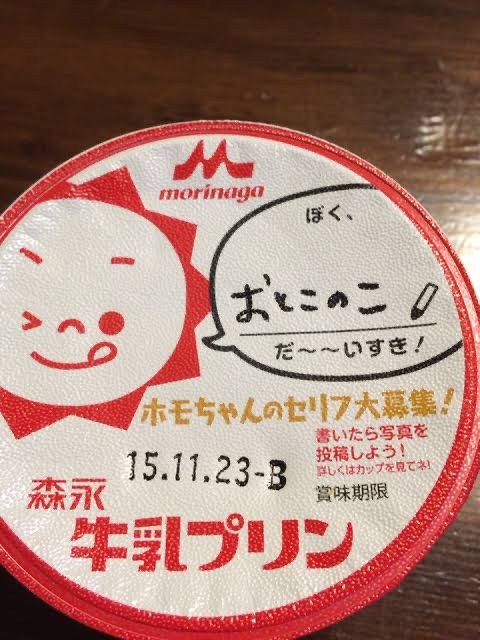 morinaga
ぼく、
おとこのこ
だ〜〜いすき!
ホモちゃんのセリフ大募集!
書いたら写真を
投稿しよう!
詳しくはカップを見てネ!
15.11.23-B
賞味期限
森永
牛乳プリン